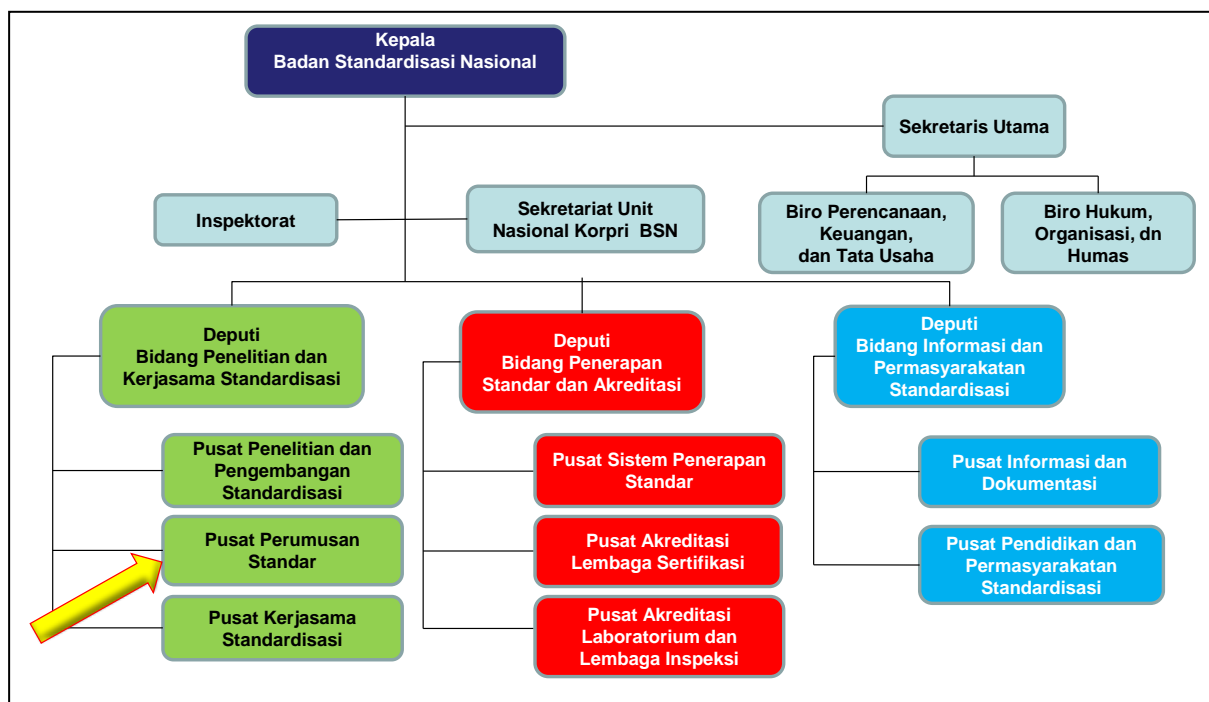 Kepala
Badan Standardisasi Nasional
Sekretaris Utama
Inspektorat
Sekretariat Unit
Nasional Korpri BSN
Biro Perencanaan,
Keuangan,
dan Tata Usaha
Biro Hukum,
Organisasi, dn
Humas
Deputi
Bidang Penelitian dan
Kerjasama Standardisasi
Deputi
Bidang Penerapan
Standar dan Akreditasi
Deputi
Bidang Informasi dan
Permasyarakatan
Standardisasi
Pusat Penelitian dan
Pengembangan
Standardisasi
Pusat Perumusan
Standar
Pusat Kerjasama
Standardisasi
Pusat Sistem Penerapan
Standar
Pusat Akreditasi
Lembaga Sertifikasi
Pusat Akreditasi
Laboratorium dan
Lembaga Inspeksi
Pusat Informasi dan
Dokumentasi
Pusat Pendidikan dan
Permasyarakatan
Standardisasi